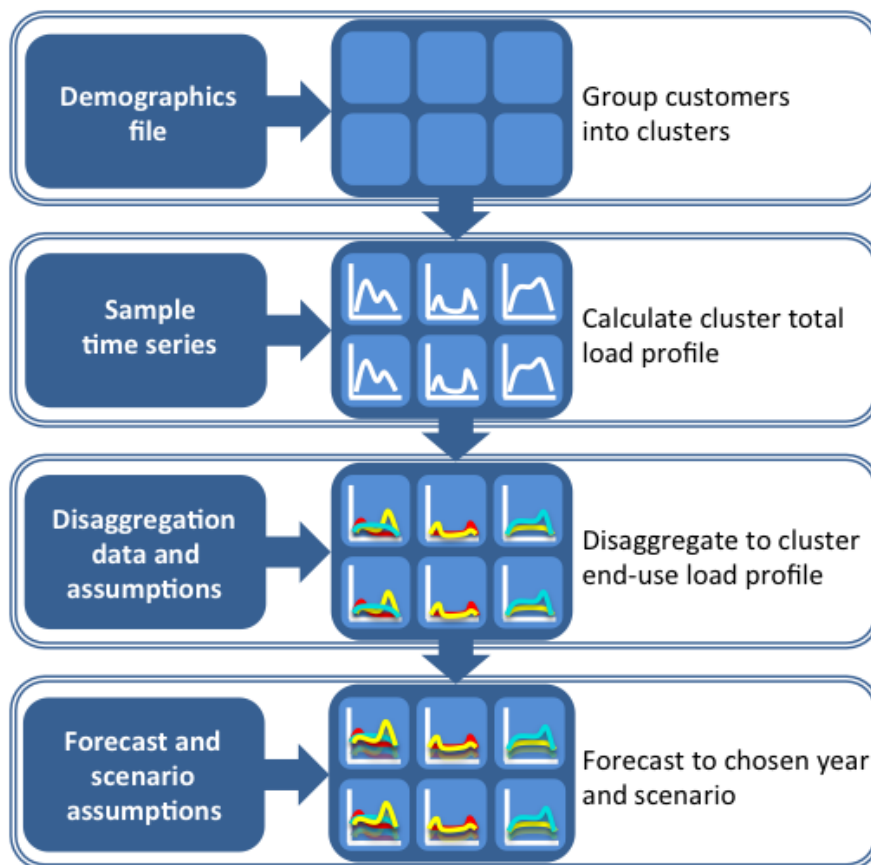 Demographics
file
Group customers
into clusters
Sample
time series
Calculate cluster total
load profile
Disaggregation
data and
assumptions
Disaggregate to cluster
end-use load profile
Forecast and
scenario
assumptions
Forecast to chosen year
and scenario